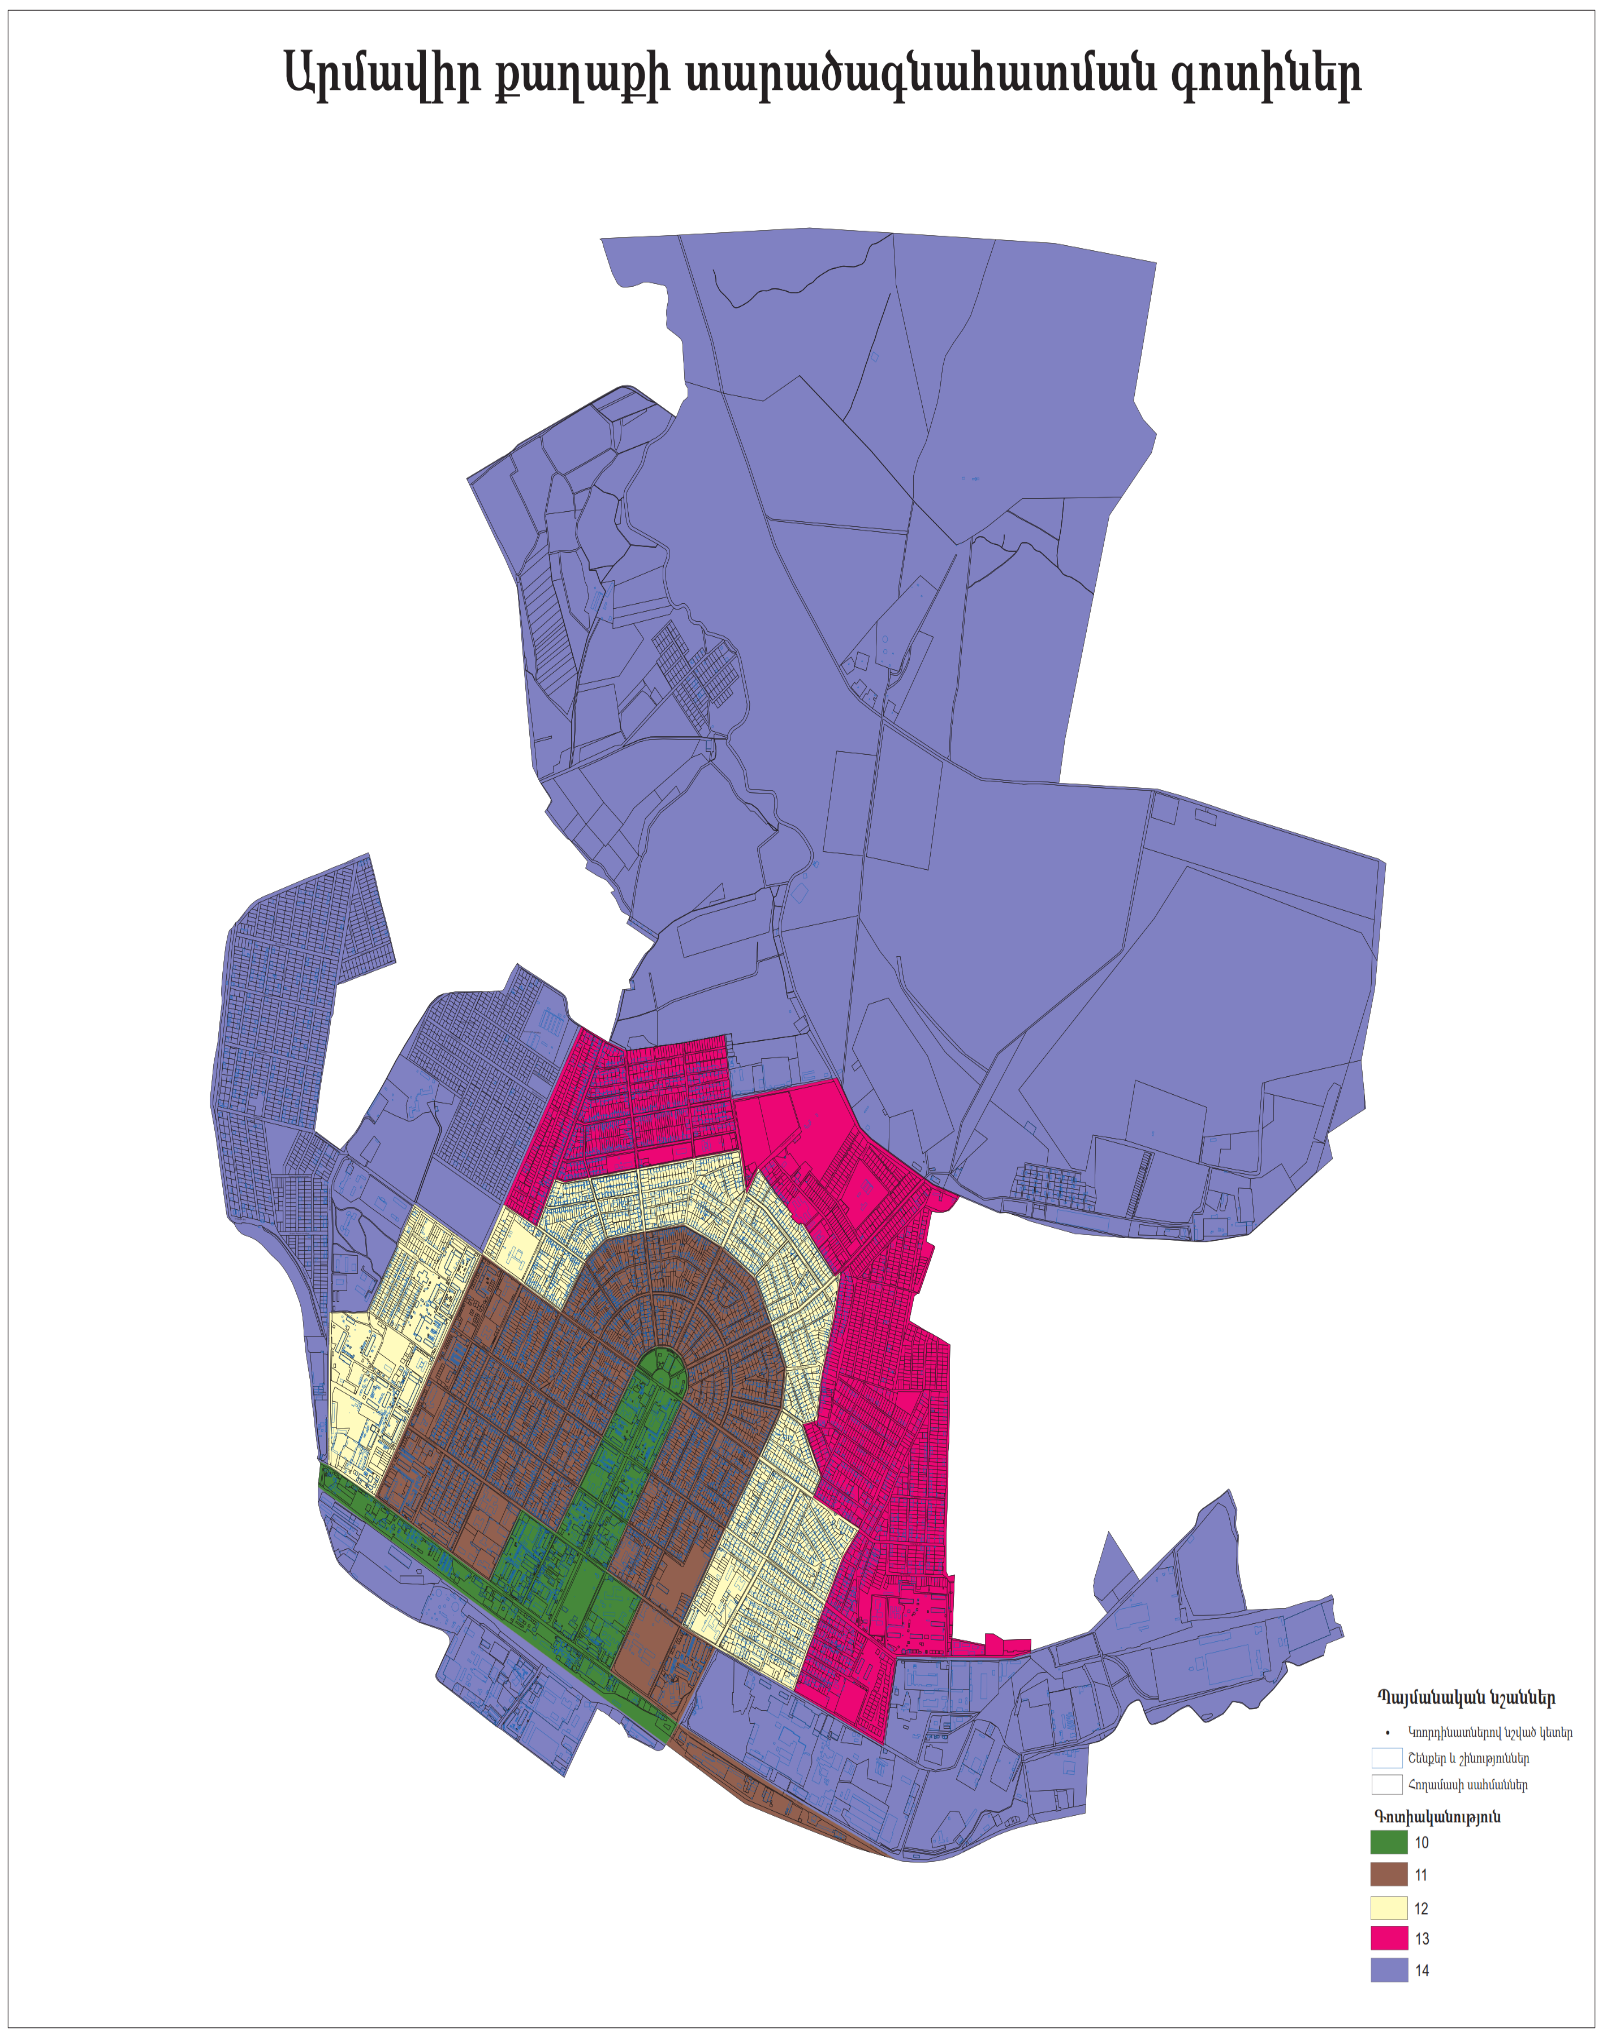 Արմավիր քաղաքի տարածագնահատման գոտիներ
Պայմանական նշաններ
Կոորդինատներով նշված կետեր
Շենքեր և շինություններ
Հողամասի սահմաններ
Գոտիականություն
10
11
12
13
14